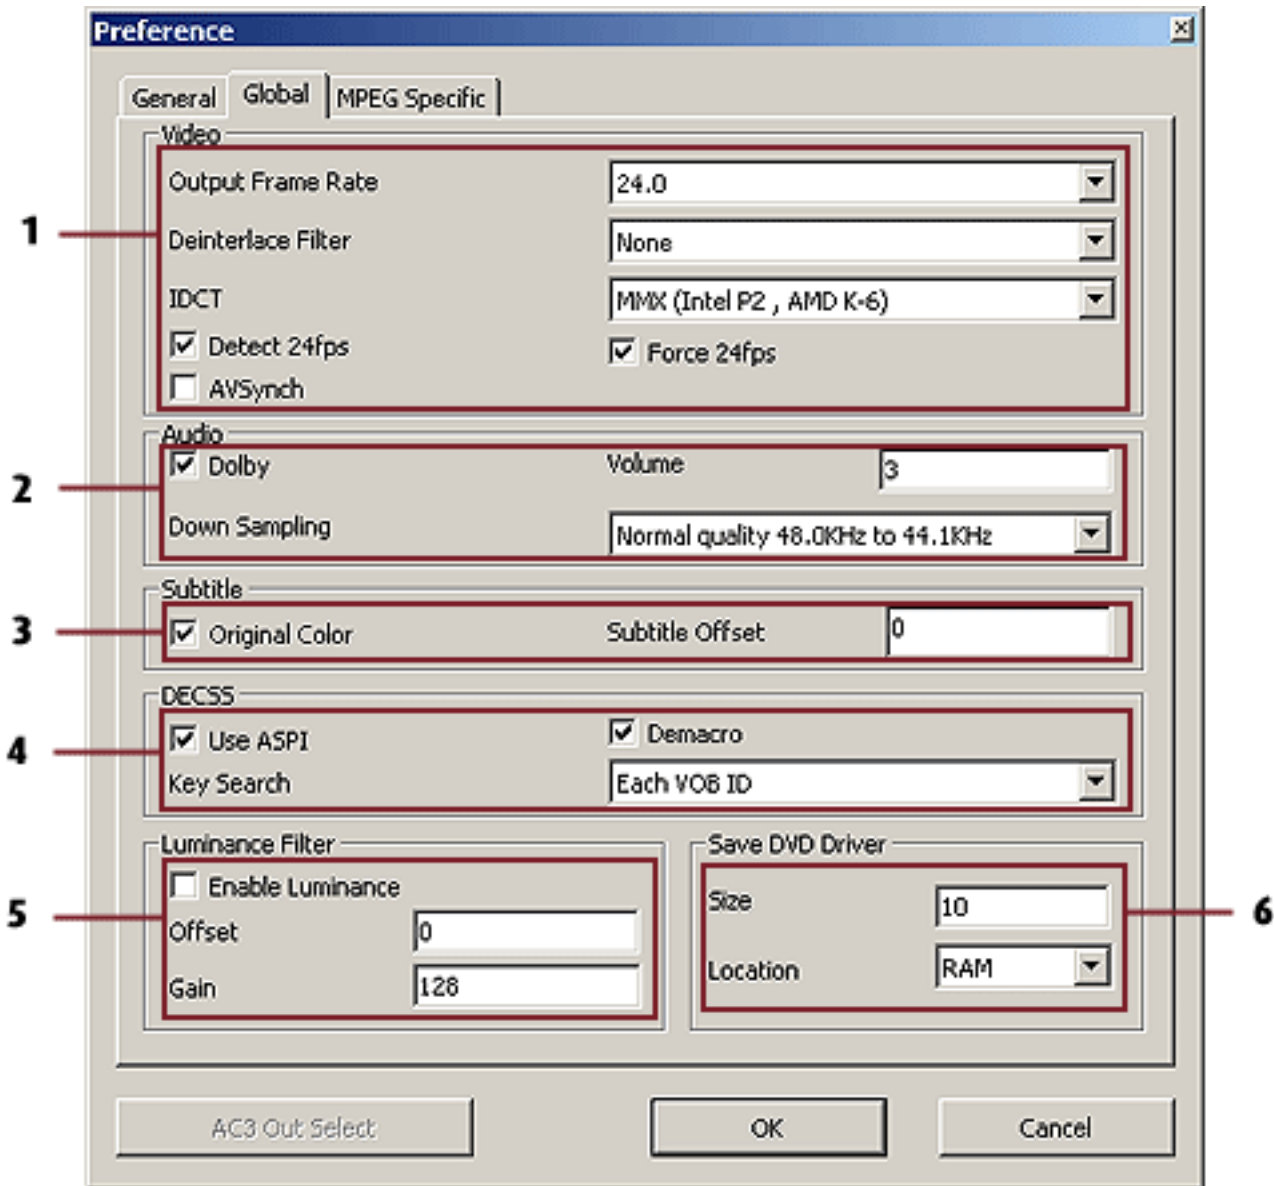 Preference
General Global MPEG Specific
Video
Output Frame Rate 24.0
1
Deinterlace Filter None
IDCT MMX (Intel P2 , AMD K-6)
Detect 24fps Force 24fps
AVSynch
Audio
Dolby Volume 3
2
Down Sampling Normal quality 48.0KHz to 44.1KHz
Subtitle
3 Original Color Subtitle Offset 0
DECSS
4 Use ASPI Demacro
Key Search Each VOB ID
Luminance Filter Save DVD Driver
Enable Luminance Size 10
5 6
Offset 0 Location RAM
Gain 128
AC3 Out Select OK Cancel